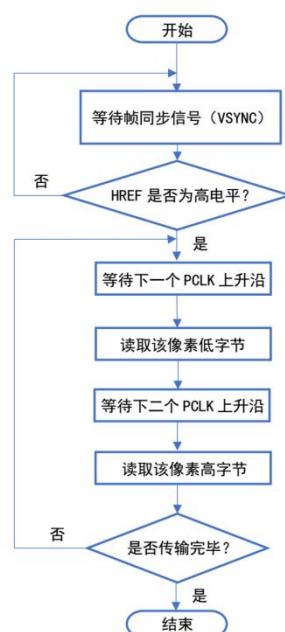 开始
等待帧同步信号（VSYNC）
否
HREF 是否为高电平？
是
等待下一个 PCLK 上升沿
读取该像素低字节
等待下二个 PCLK 上升沿
读取该像素高字节
否
是否传输完毕？
是
结束